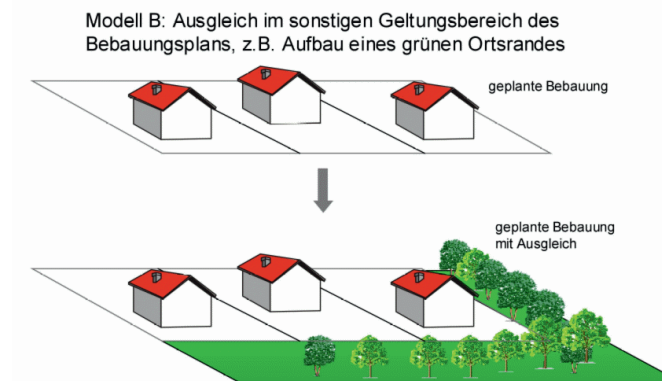 Modell B: Ausgleich im sonstigen Geltungsbereich des
Bebauungsplans, z.B. Aufbau eines grünen Ortsrandes
geplante Bebauung
geplante Bebauung
mit Ausgleich